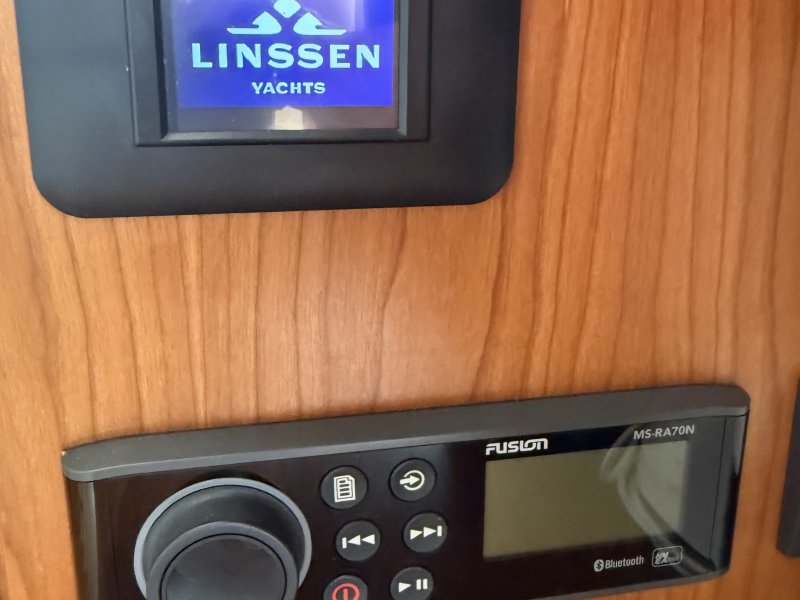 LINSSEN
YACHTS
FUSION
MS-RA70N
Bluetooth